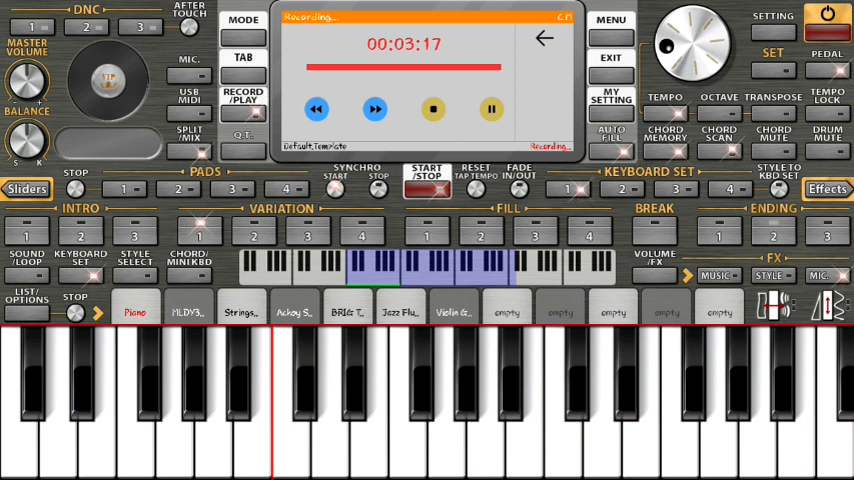 DNC
AFTER TOUCH
1 2 3
MASTER VOLUME
- +
BALANCE
S K
VIP
MIC.
USB MIDI
SPLIT /MIX
MODE
TAB
RECORD /PLAY
Q.T.
Recording...
00:03:17
Default,Template
Recording...
MENU
EXIT
MY SETTING
AUTO FILL
SETTING
SET
PEDAL
TEMPO OCTAVE TRANSPOSE
TEMPO LOCK
CHORD MEMORY
CHORD SCAN
CHORD MUTE
DRUM MUTE
Sliders
STOP
PADS
1 2 3 4
SYNCHRO
START STOP
START /STOP
RESET
TAP TEMPO
FADE IN/OUT
KEYBOARD SET
1 2 3 4
STYLE TO KBD SET
Effects
INTRO
1 2 3
VARIATION
1 2 3 4
FILL
1 2 3 4
BREAK
ENDING
1 2 3
SOUND /LOOP
KEYBOARD SET
STYLE SELECT
CHORD/ MINI KBD
VOLUME /FX
FX
MUSIC STYLE MIC.
LIST/ OPTIONS
STOP
Piano
MLDY3..
Strings..
Achoy S..
BRIG T..
Jazz Flu..
Violin G..
empty
empty
empty
empty
empty